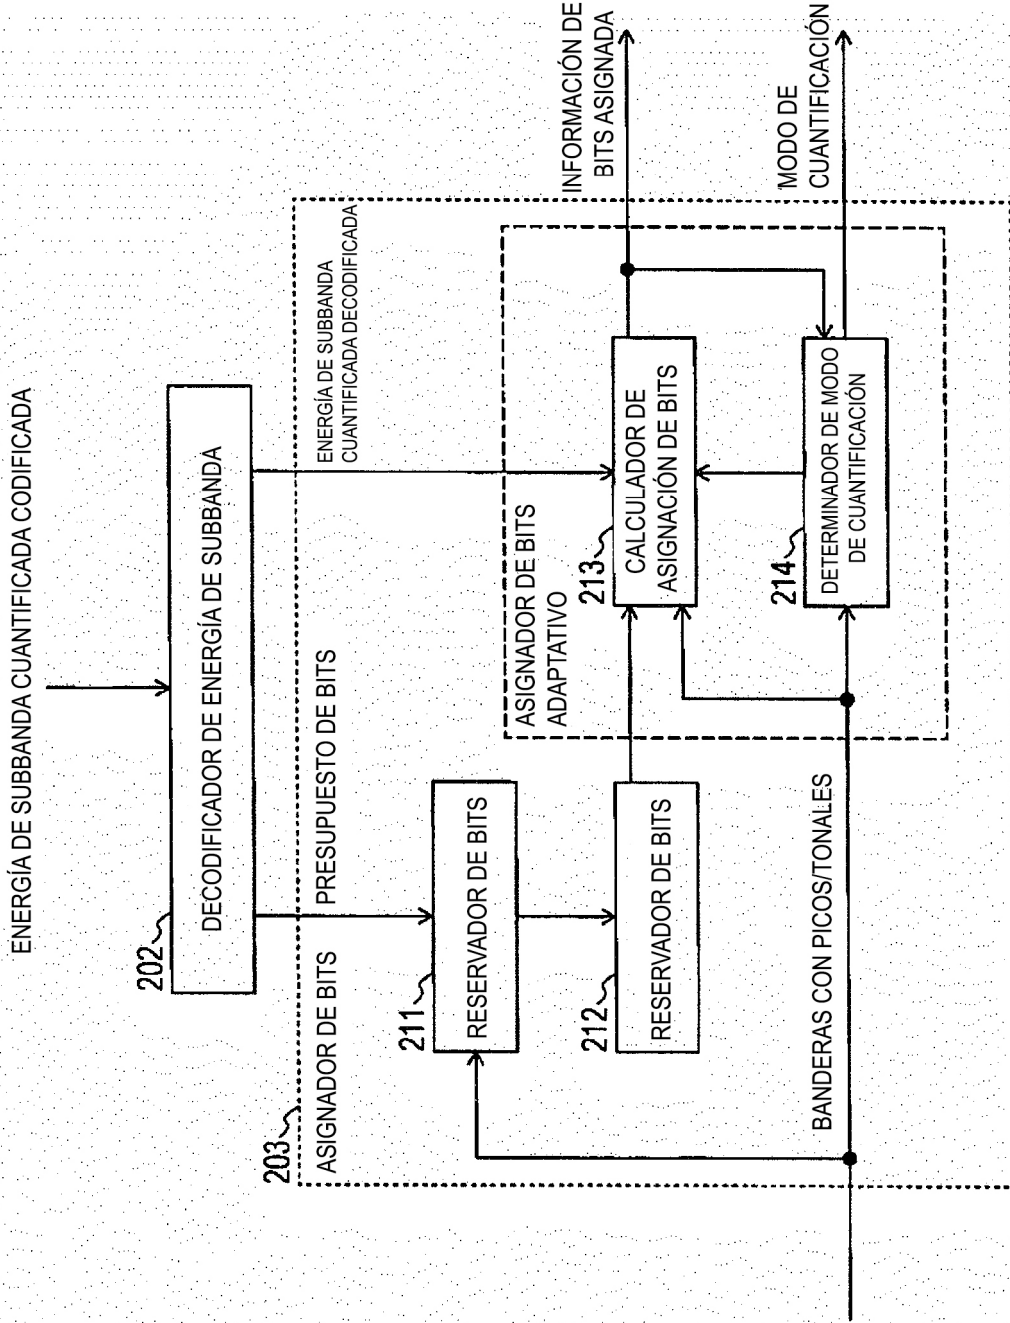 ENERGÍA DE SUBBANDA CUANTIFICADA CODIFICADA
202
DECODIFICADOR DE ENERGÍA DE SUBBANDA
203
ASIGNADOR DE BITS
PRESUPUESTO DE BITS
ENERGÍA DE SUBBANDA
CUANTIFICADA DECODIFICADA
211
RESERVADOR DE BITS
212
RESERVADOR DE BITS
ASIGNADOR DE BITS
ADAPTATIVO
213
CALCULADOR DE
ASIGNACIÓN DE BITS
214
DETERMINADOR DE MODO
DE CUANTIFICACIÓN
BANDERAS CON PICOS/TONALES
INFORMACIÓN DE
BITS ASIGNADA
MODO DE
CUANTIFICACIÓN